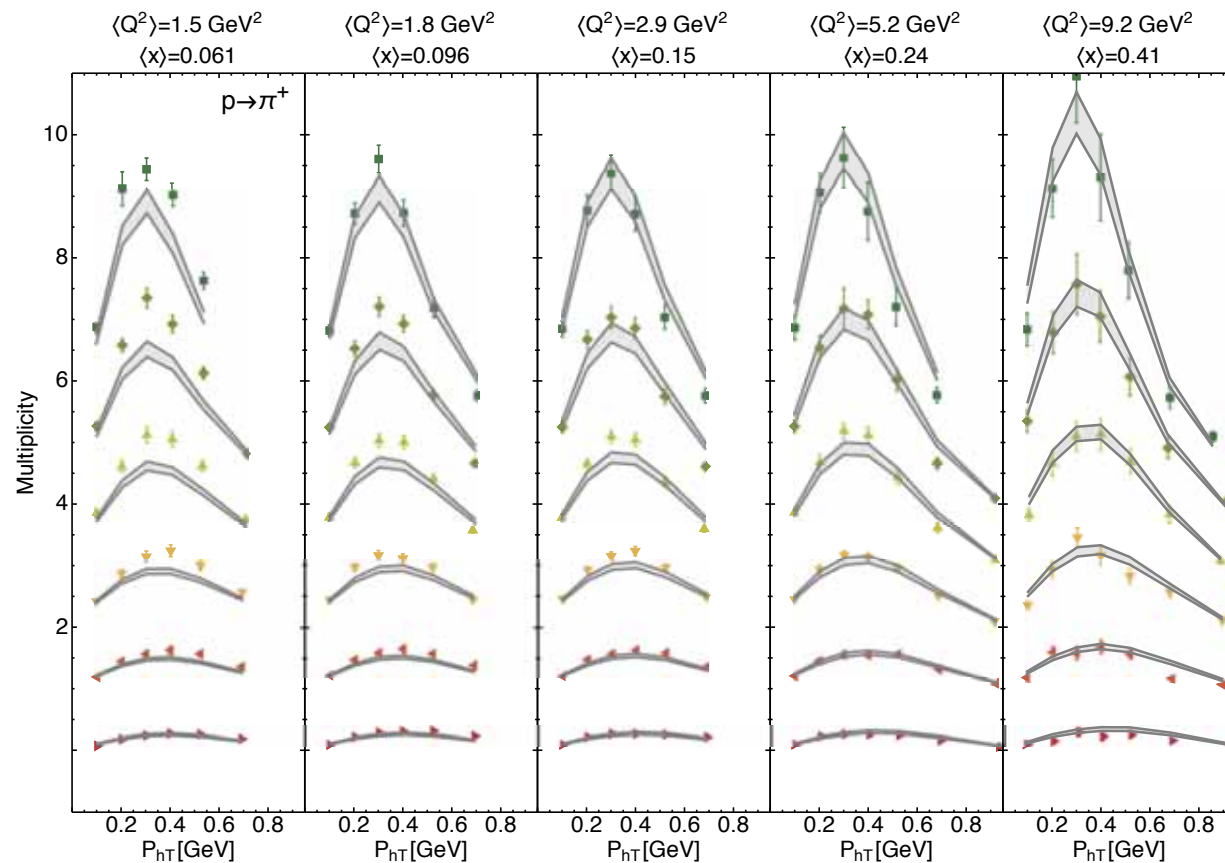 ⟨Q²⟩=1.5 GeV² ⟨Q²⟩=1.8 GeV² ⟨Q²⟩=2.9 GeV² ⟨Q²⟩=5.2 GeV² ⟨Q²⟩=9.2 GeV²
⟨x⟩=0.061 ⟨x⟩=0.096 ⟨x⟩=0.15 ⟨x⟩=0.24 ⟨x⟩=0.41
p→π⁺
10
8
6
Multiplicity
4
2
0.2 0.4 0.6 0.8 0.2 0.4 0.6 0.8 0.2 0.4 0.6 0.8 0.2 0.4 0.6 0.8 0.2 0.4 0.6 0.8
P_hT[GeV] P_hT[GeV] P_hT[GeV] P_hT[GeV] P_hT[GeV]